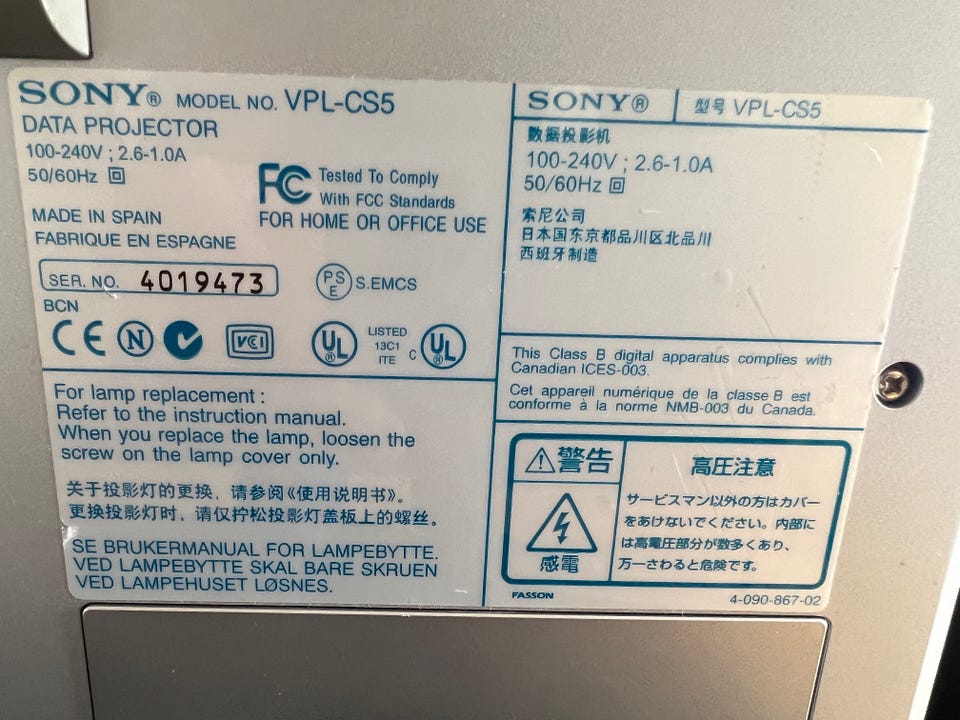 SONY® MODEL NO. VPL-CS5
DATA PROJECTOR
100-240V ; 2.6-1.0A
50/60Hz
FC Tested To Comply
With FCC Standards
FOR HOME OR OFFICE USE
MADE IN SPAIN
FABRIQUE EN ESPAGNE
SER. NO. 4019473
PS
E
S.EMCS
BCN
CE N VCI UL® LISTED
13C1
ITE
C UL®
For lamp replacement :
Refer to the instruction manual.
When you replace the lamp, loosen the
screw on the lamp cover only.
关于投影灯的更换，请参阅《使用说明书》。
更换投影灯时，请仅拧松投影灯盖板上的螺丝。
SE BRUKERMANUAL FOR LAMPEBYTTE.
VED LAMPEBYTTE SKAL BARE SKRUEN
VED LAMPEHUSET LØSNES.
SONY® 型号 VPL-CS5
数据投影机
100-240V ; 2.6-1.0A
50/60Hz
索尼公司
日本国东京都品川区北品川
西班牙制造
This Class B digital apparatus complies with
Canadian ICES-003.
Cet appareil numérique de la classe B est
conforme à la norme NMB-003 du Canada.
警告
感電
高圧注意
サービスマン以外の方はカバー
をあけないでください。内部に
は高電圧部分が数多くあり、
万一さわると危険です。
FASSON
4-090-867-02